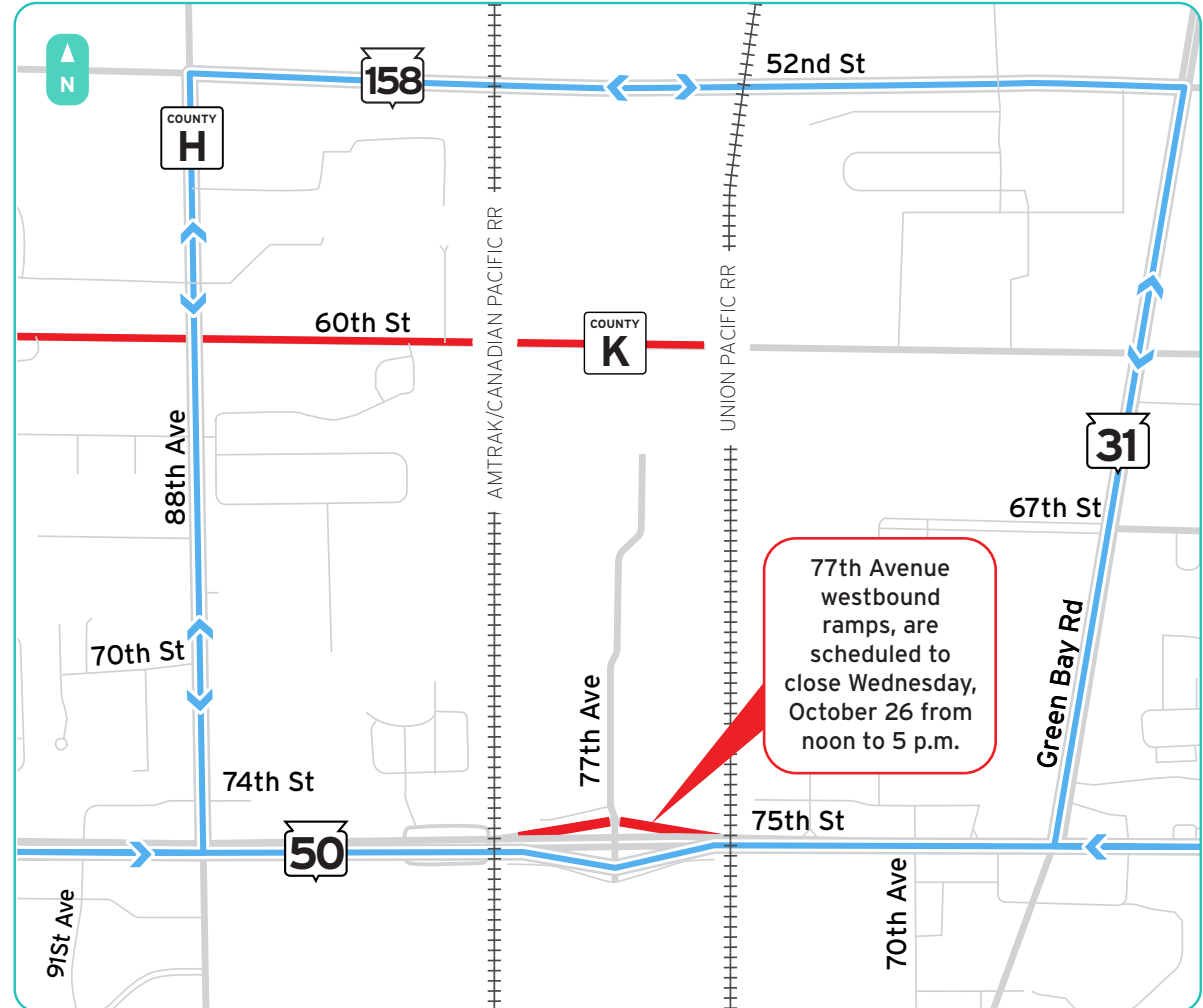 N
158
52nd St
COUNTY
H
AMTRAK/CANADIAN PACIFIC RR
UNION PACIFIC RR
60th St
COUNTY
K
88th Ave
31
67th St
77th Avenue
westbound
ramps, are
scheduled to
close Wednesday,
October 26 from
noon to 5 p.m.
70th St
77th Ave
Green Bay Rd
74th St
75th St
50
91St Ave
70th Ave